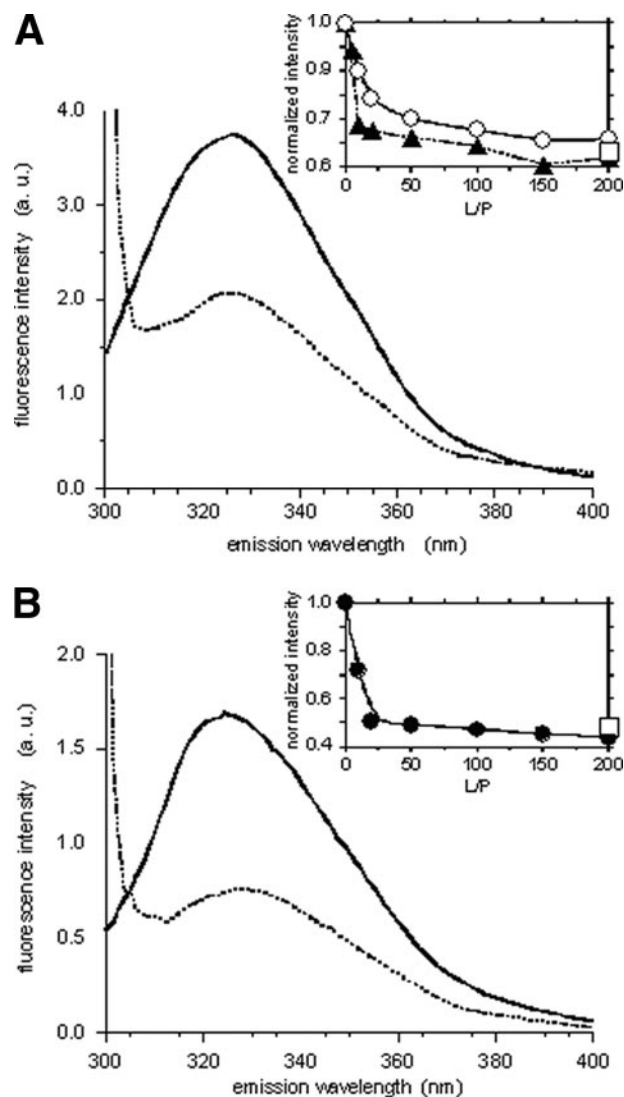 A
normalized intensity
1.0
0.9
0.8
0.7
0.6
0 50 100 150 200
L/P
fluorescence intensity (a. u.)
4.0
3.0
2.0
1.0
0.0
300 320 340 360 380 400
emission wavelength (nm)
B
normalized intensity
1.0
0.8
0.6
0.5
0.4
0 50 100 150 200
L/P
fluorescence intensity (a. u.)
2.0
1.5
1.0
0.5
0.0
300 320 340 360 380 400
emission wavelength (nm)